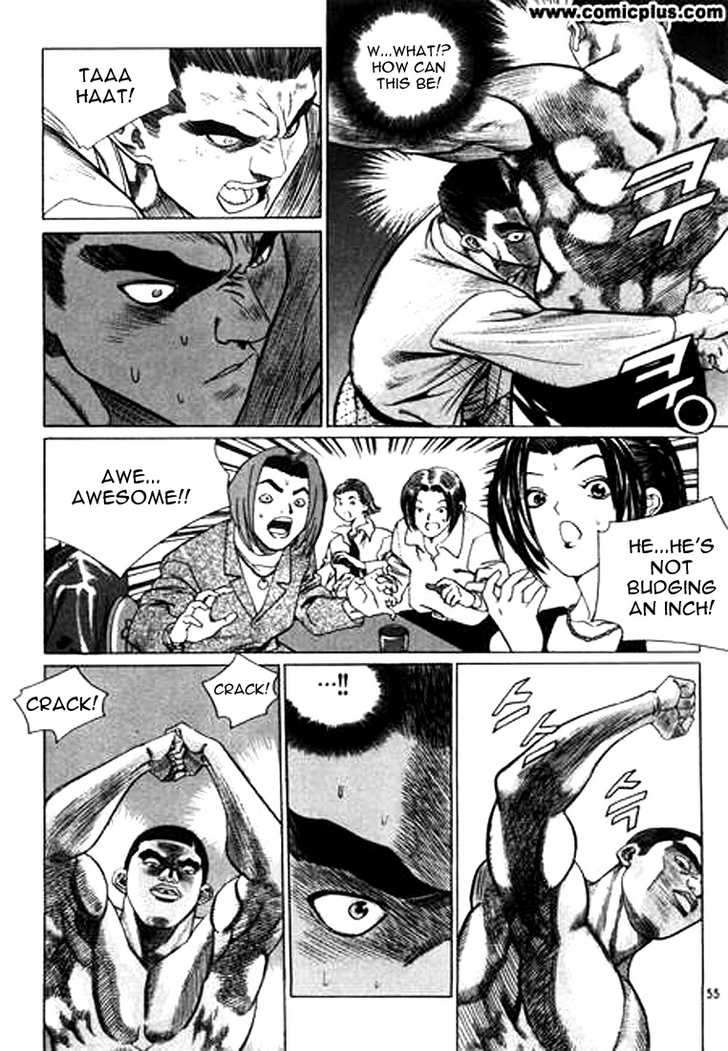 www.comicplus.com
TAAA
HAAT!
W...WHAT!?
HOW CAN
THIS BE!
AWE...
AWESOME!!
HE...HE'S
NOT
BUDGING
AN INCH!
CRACK!
CRACK!
...!!
55